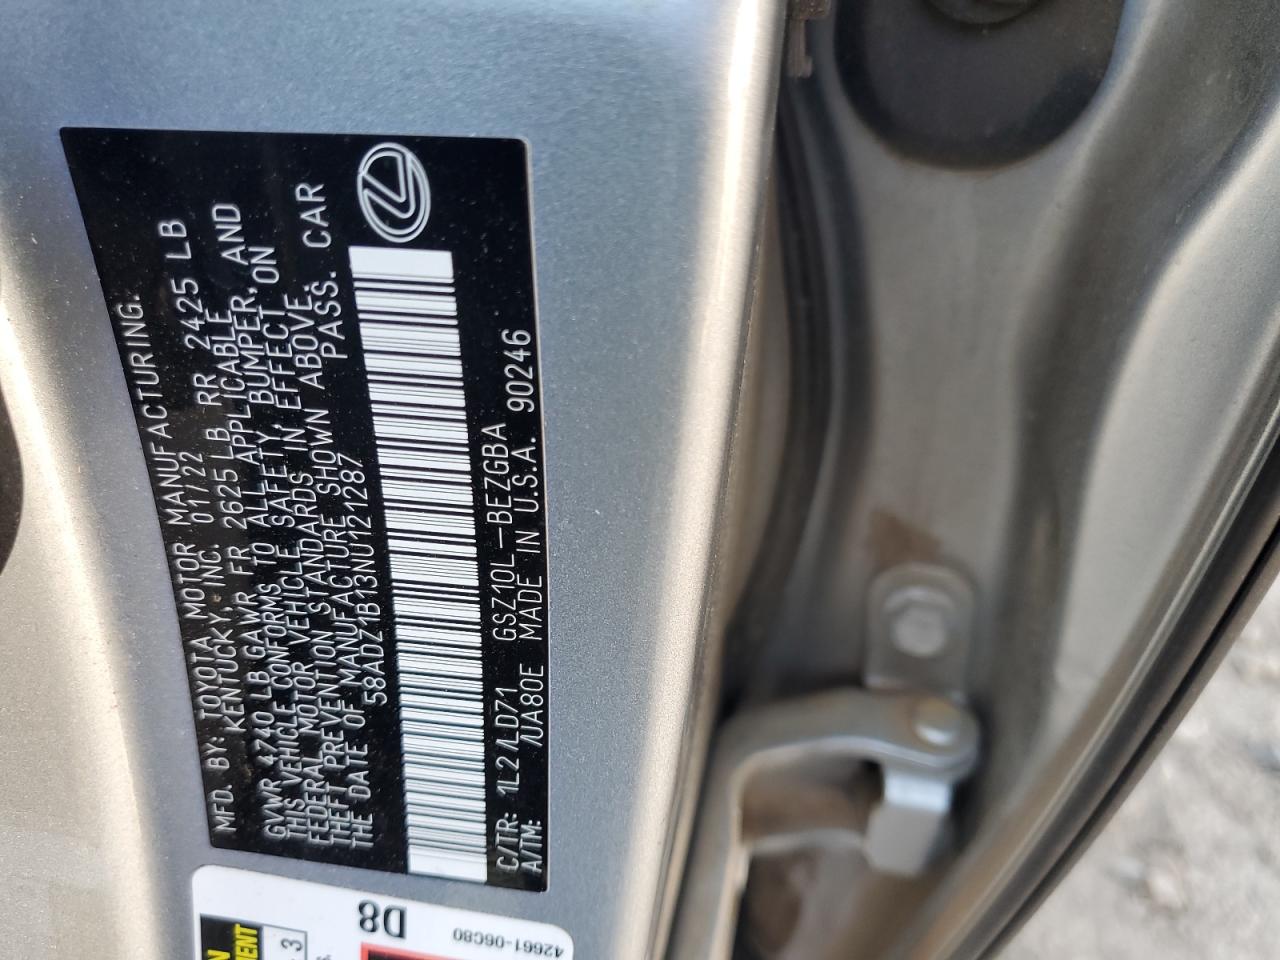 MFD. BY: TOYOTA MOTOR MANUFACTURING.
KENTUCKY, INC. 01/22
GVWR 4740 LB GAWR FR 2625 LB RR 2425 LB
THIS VEHICLE CONFORMS TO ALL APPLICABLE
FEDERAL MOTOR VEHICLE SAFETY, BUMPER, AND
THEFT PREVENTION STANDARDS IN EFFECT ON
THE DATE OF MANUFACTURE SHOWN ABOVE.
58ADZ1B13NU121287 PASS. CAR
C/TR: 1L2/LD71 GSZ10L-BEZGBA
A/TM: /UA80E MADE IN U.S.A. 90246
D8
42661-06C80
3